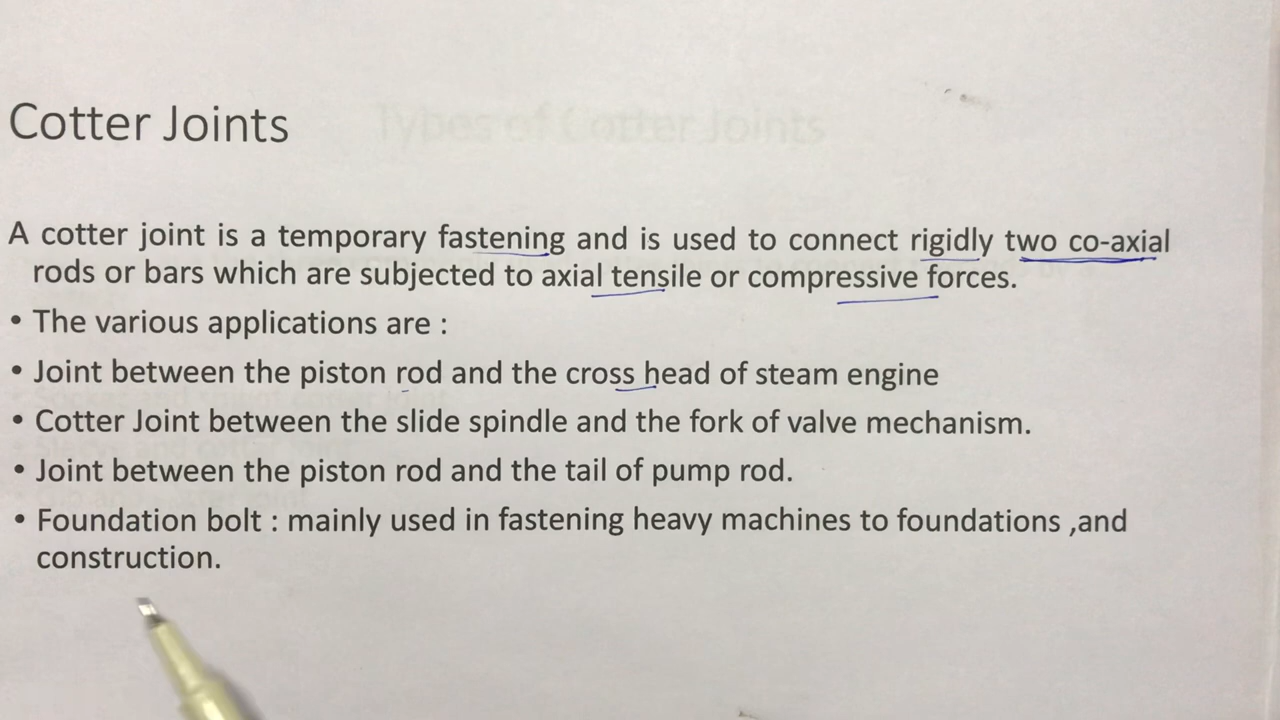 Cotter Joints
Types of Cotter Joints
A cotter joint is a temporary fastening and is used to connect rigidly two co-axial
rods or bars which are subjected to axial tensile or compressive forces.
• The various applications are :
• Joint between the piston rod and the cross head of steam engine
• Cotter Joint between the slide spindle and the fork of valve mechanism.
• Joint between the piston rod and the tail of pump rod.
• Foundation bolt : mainly used in fastening heavy machines to foundations ,and
construction.